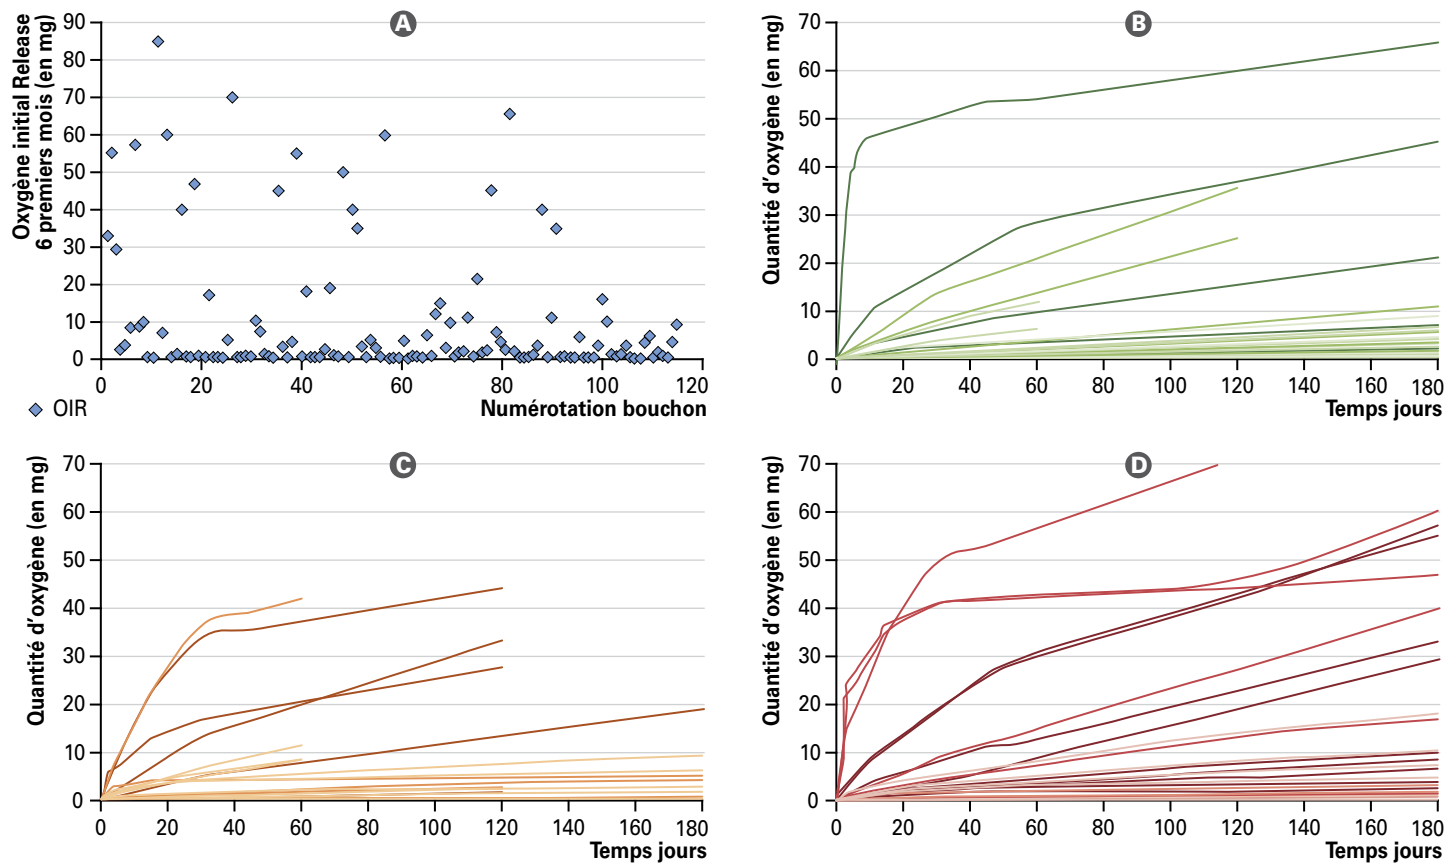 A
Oxygène initial Release
6 premiers mois (en mg)
90
80
70
60
50
40
30
20
10
0
0 20 40 60 80 100 120
OIR
Numérotation bouchon
B
Quantité d'oxygène (en mg)
70
60
50
40
30
20
10
0
0 20 40 60 80 100 120 140 160 180
Temps jours
C
Quantité d'oxygène (en mg)
70
60
50
40
30
20
10
0
0 20 40 60 80 100 120 140 160 180
Temps jours
D
Quantité d'oxygène (en mg)
70
60
50
40
30
20
10
0
0 20 40 60 80 100 120 140 160 180
Temps jours